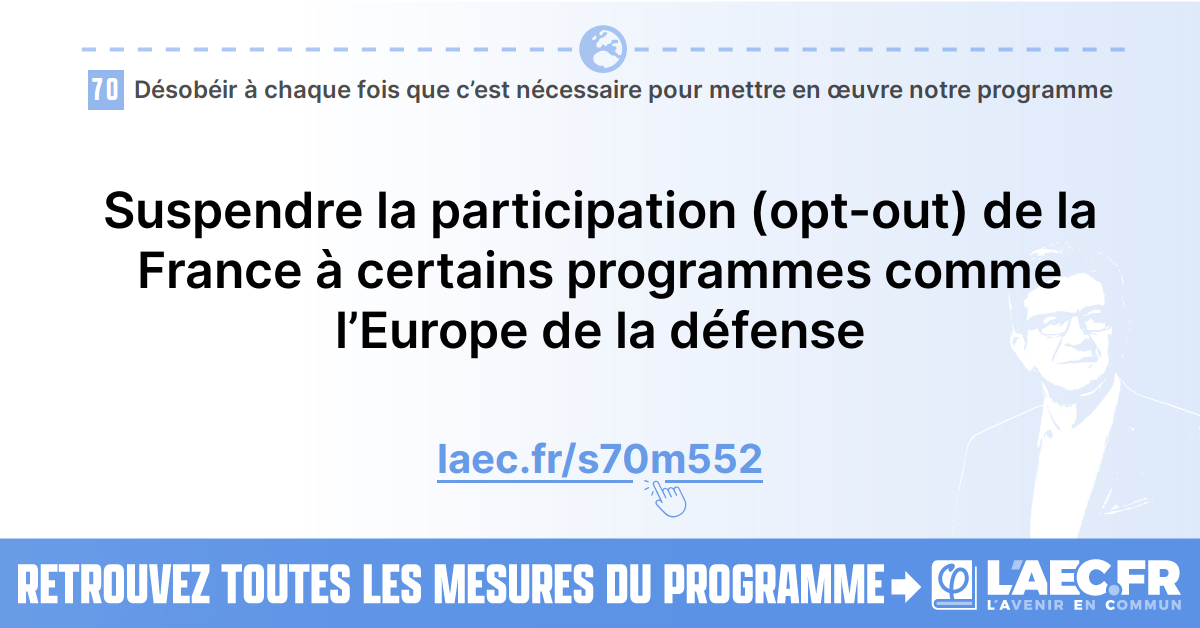 70 Désobéir à chaque fois que c’est nécessaire pour mettre en œuvre notre programme
Suspendre la participation (opt-out) de la
France à certains programmes comme
l’Europe de la défense
laec.fr/s70m552
RETROUVEZ TOUTES LES MESURES DU PROGRAMME
φ L'AEC.FR
L'AVENIR EN COMMUN